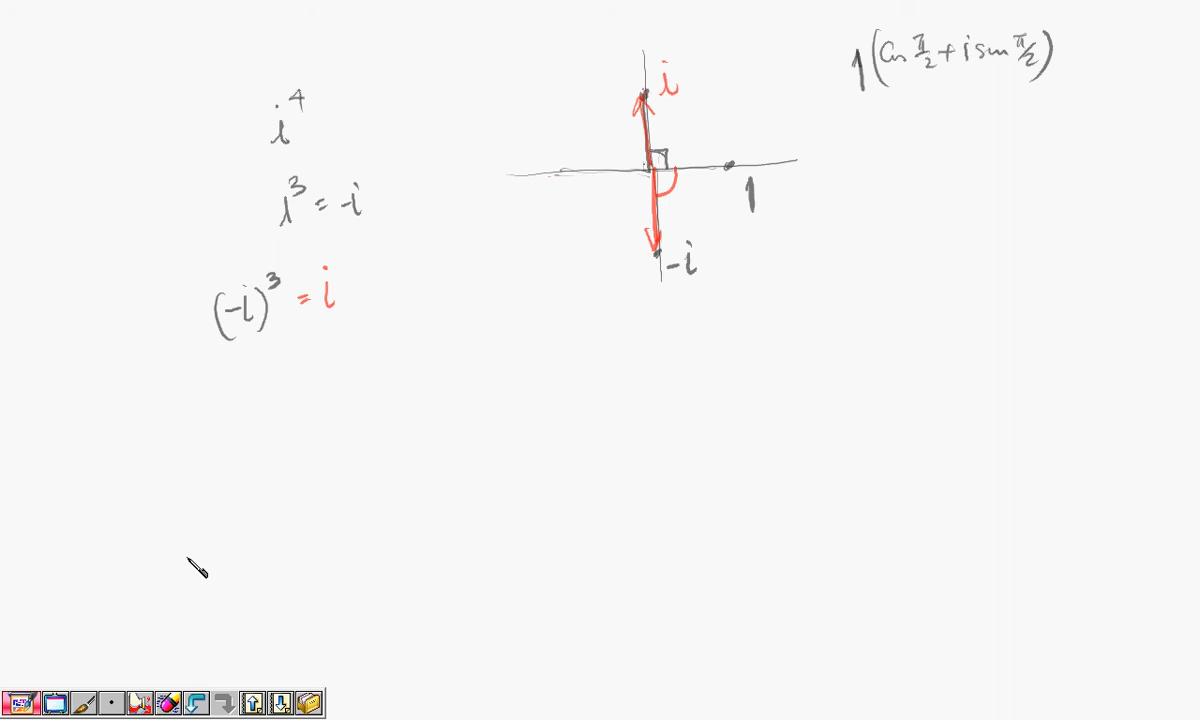 1(Cos π/2 + i sin π/2)
i
i⁴
1
i³ = -i
-i
(-i)³ = i